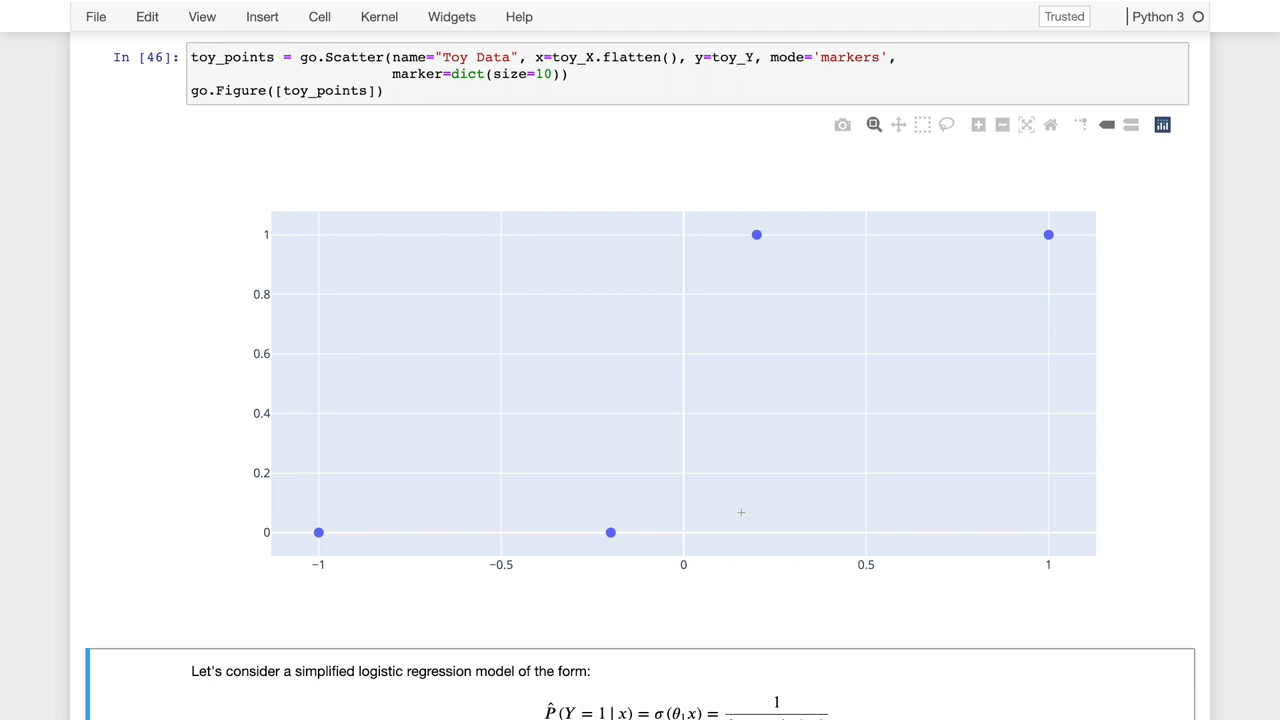 File Edit View Insert Cell Kernel Widgets Help Trusted Python 3
In [46]: toy_points = go.Scatter(name="Toy Data", x=toy_X.flatten(), y=toy_Y, mode='markers',
marker=dict(size=10))
go.Figure([toy_points])
1
0.8
0.6
0.4
0.2
0
−1 −0.5 0 0.5 1
Let's consider a simplified logistic regression model of the form:
P̂ (Y = 1 | x) = σ (θ₁x) = 1